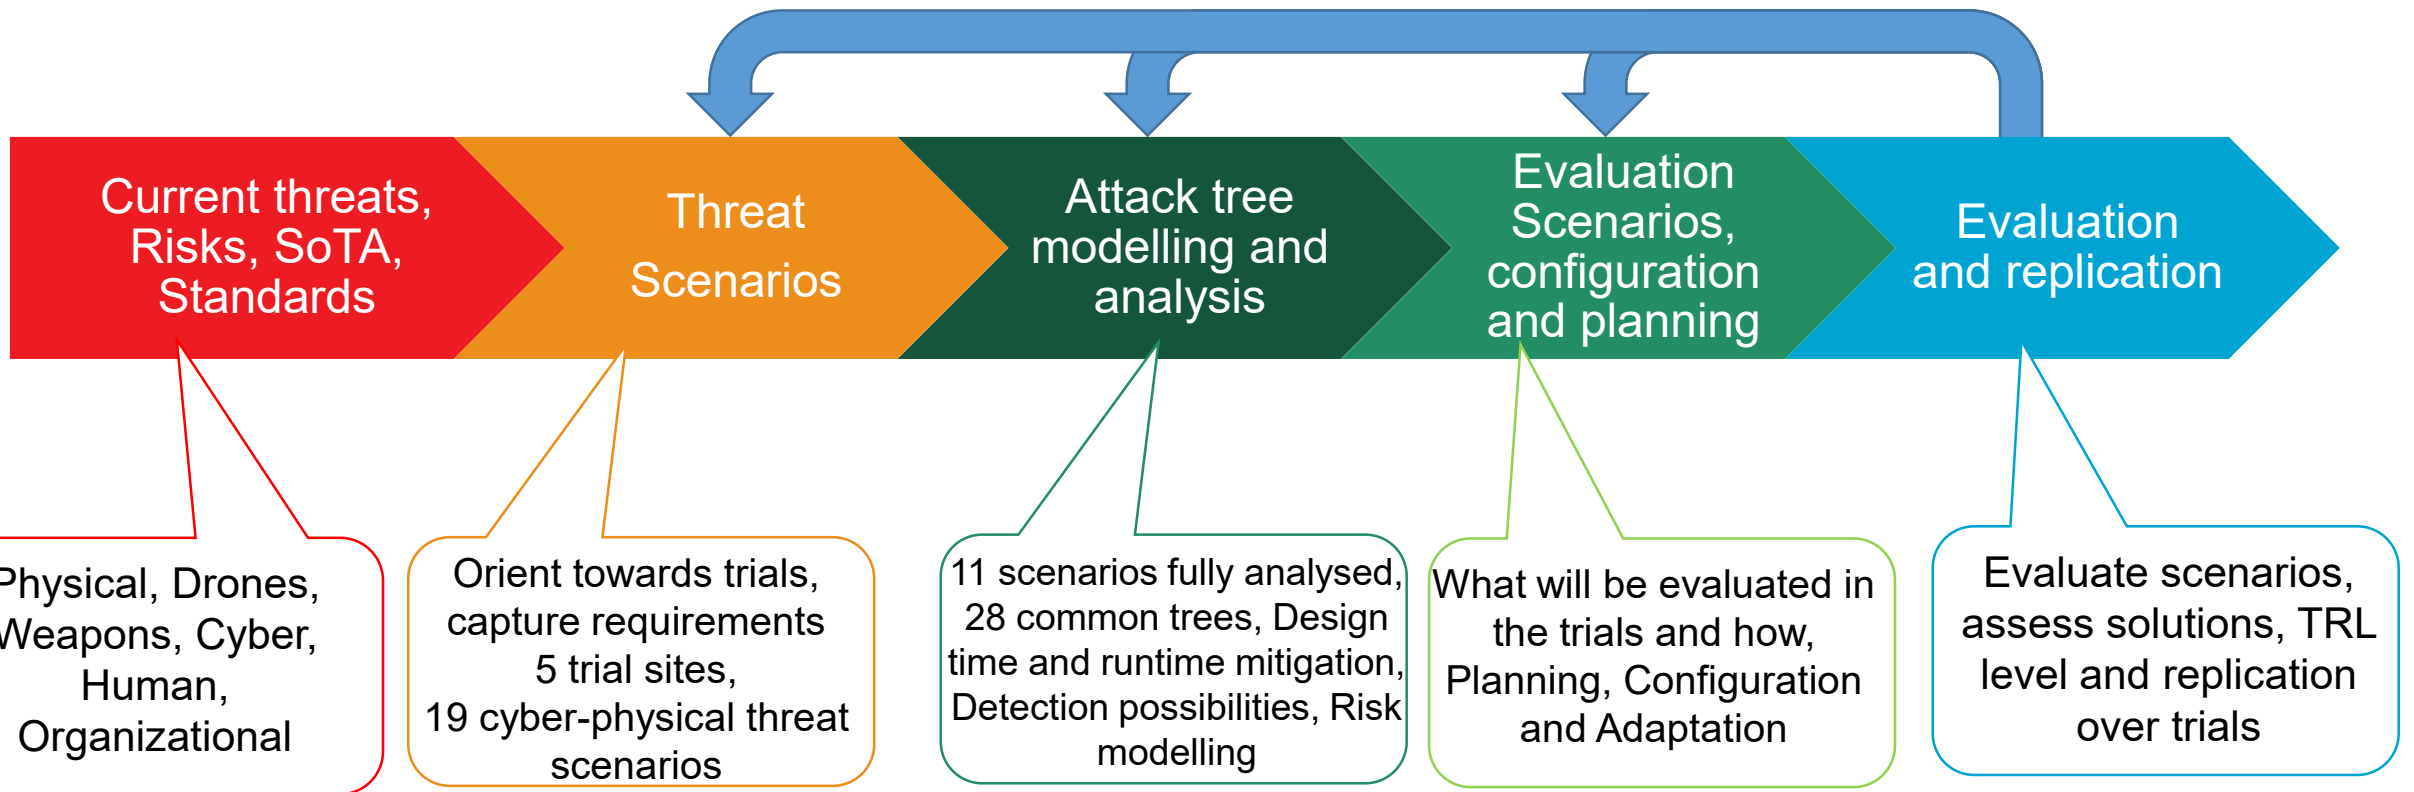 Current threats,
Risks, SoTA,
Standards
Threat
Scenarios
Attack tree
modelling and
analysis
Evaluation
Scenarios,
configuration
and planning
Evaluation
and replication
Physical, Drones,
Weapons, Cyber,
Human,
Organizational
Orient towards trials,
capture requirements
5 trial sites,
19 cyber-physical threat
scenarios
11 scenarios fully analysed,
28 common trees, Design
time and runtime mitigation,
Detection possibilities, Risk
modelling
What will be evaluated in
the trials and how,
Planning, Configuration
and Adaptation
Evaluate scenarios,
assess solutions, TRL
level and replication
over trials